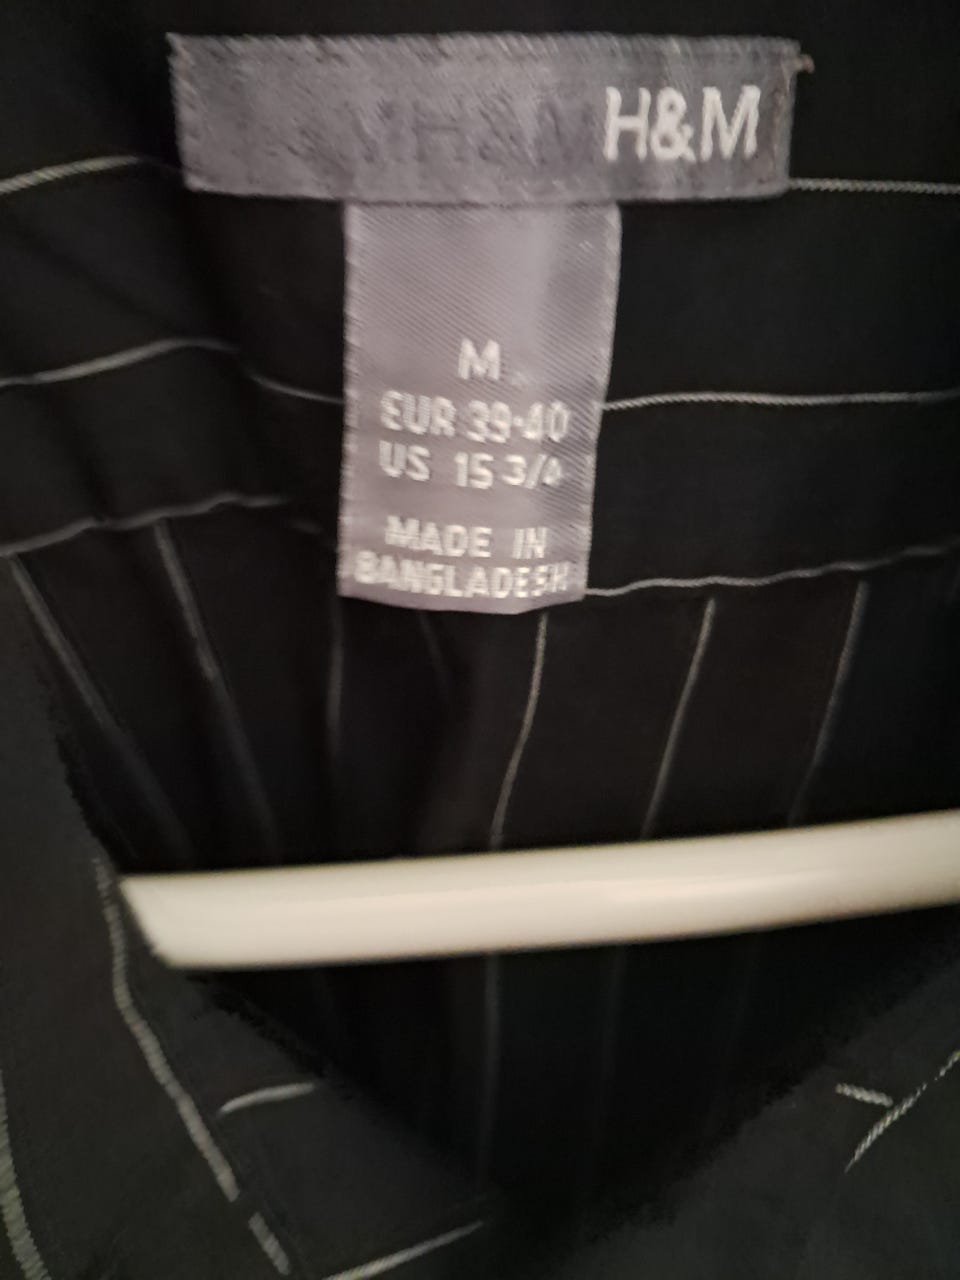 H&M
M
EUR 39-40
US 15 3/4
MADE IN
BANGLADESH